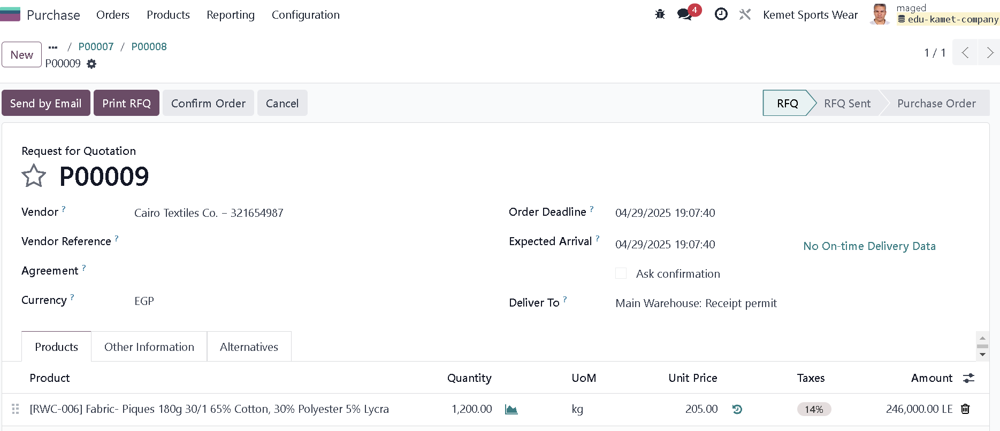 Purchase Orders Products Reporting Configuration 4 Kemet Sports Wear maged
edu-kamet-company
New ... / P00007 / P00008
P00009
1 / 1
Send by Email Print RFQ Confirm Order Cancel RFQ RFQ Sent Purchase Order
Request for Quotation
P00009
Vendor ? Cairo Textiles Co. – 321654987 Order Deadline ? 04/29/2025 19:07:40
Vendor Reference ? Expected Arrival ? 04/29/2025 19:07:40 No On-time Delivery Data
Agreement ? Ask confirmation
Currency ? EGP Deliver To ? Main Warehouse: Receipt permit
Products Other Information Alternatives
Product Quantity UoM Unit Price Taxes Amount
[RWC-006] Fabric- Piques 180g 30/1 65% Cotton, 30% Polyester 5% Lycra 1,200.00 kg 205.00 14% 246,000.00 LE